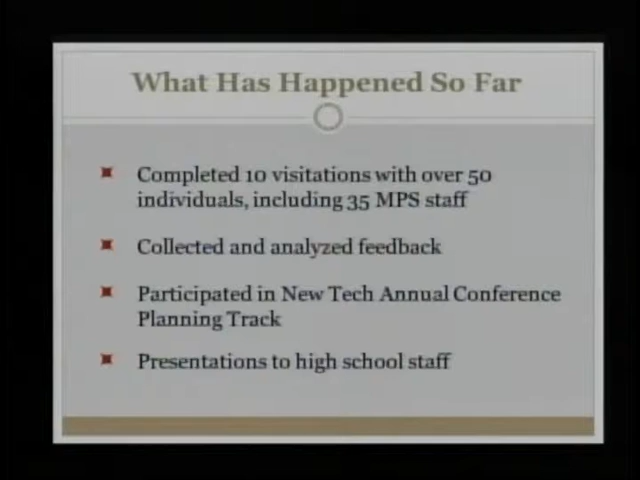 What Has Happened So Far
Completed 10 visitations with over 50
individuals, including 35 MPS staff
Collected and analyzed feedback
Participated in New Tech Annual Conference
Planning Track
Presentations to high school staff